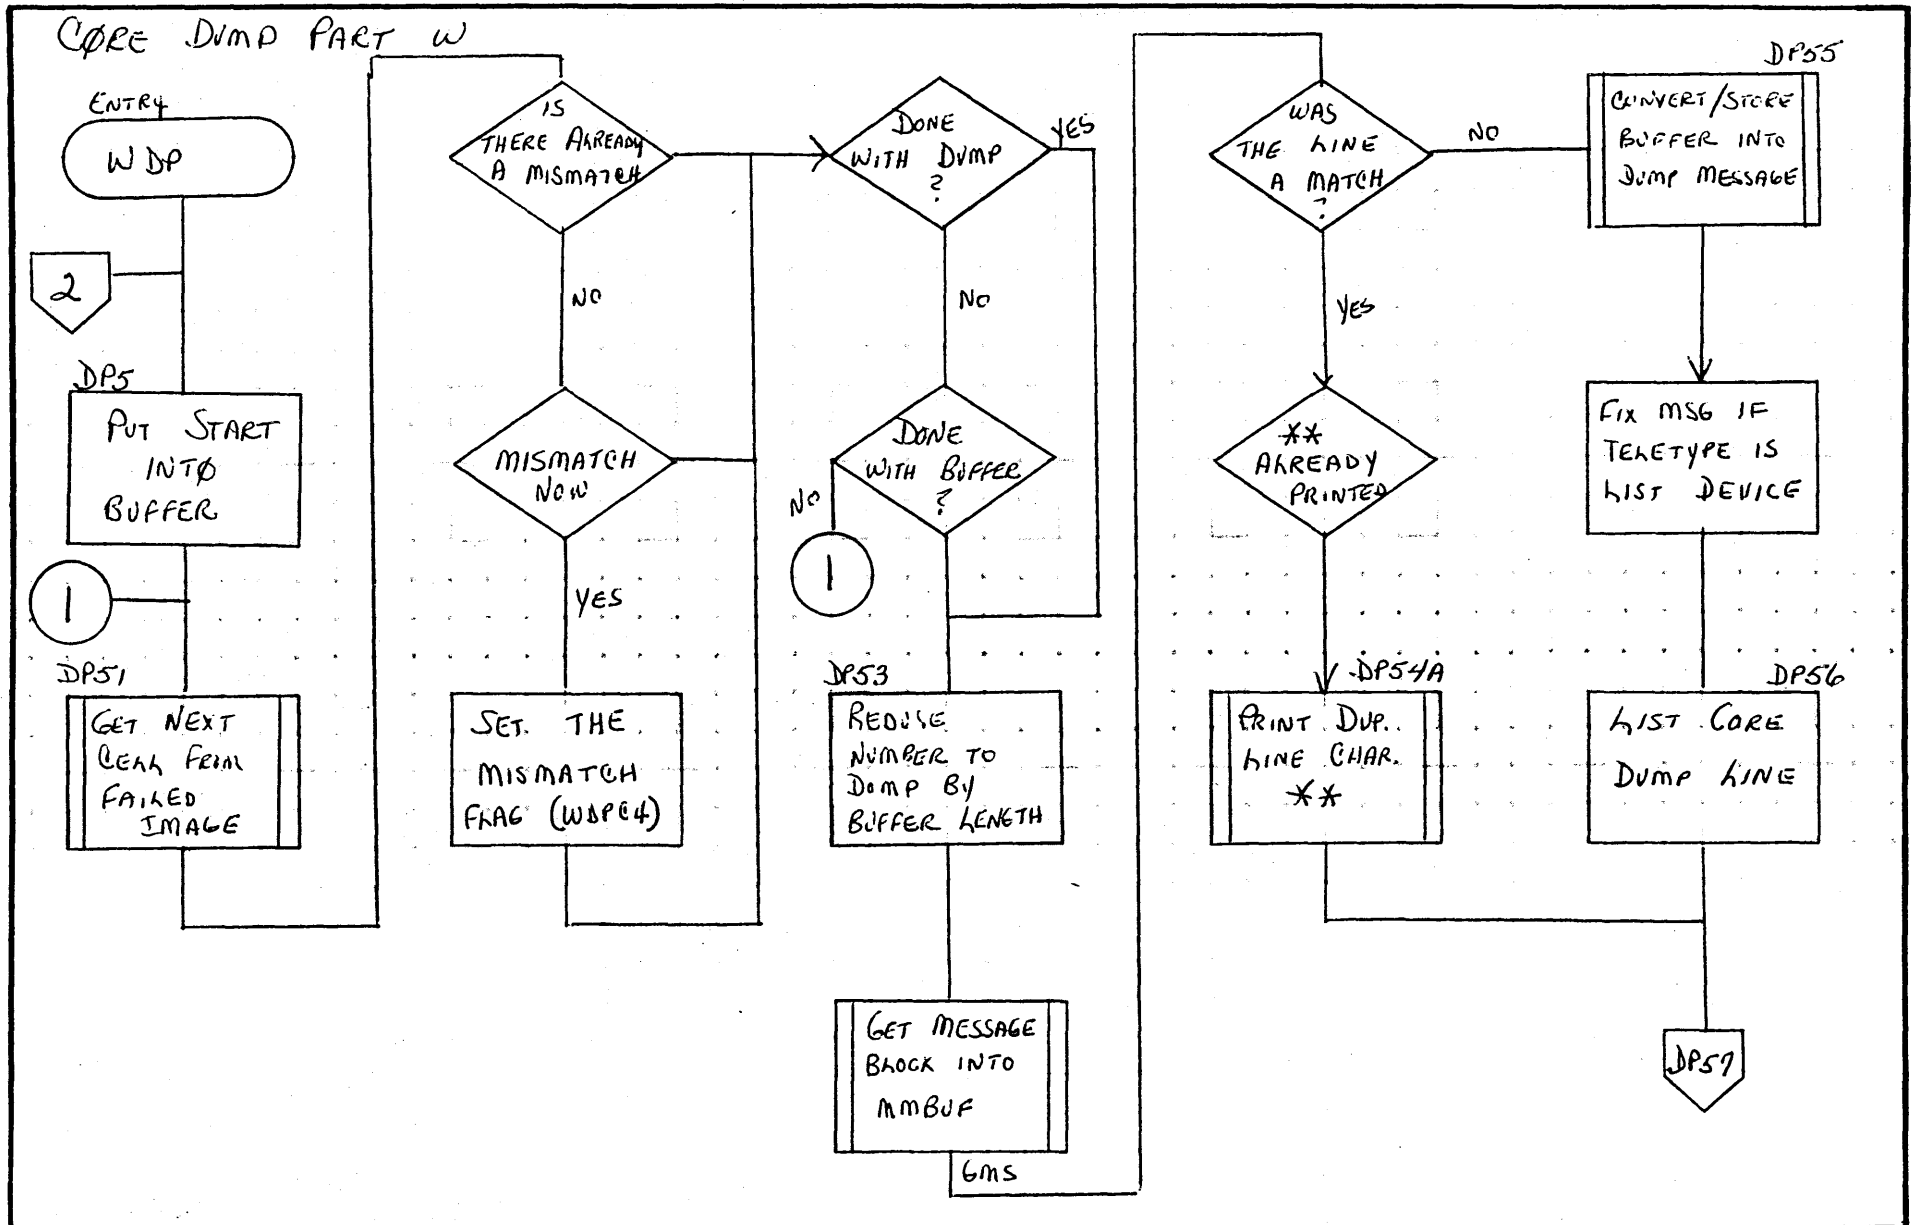 CØRE DUMP PART W
ENTRY
WDP
2
DP5
PUT START
INTØ
BUFFER
1
DP51
GET NEXT
CELL FROM
FAILED
IMAGE
IS
THERE ALREADY
A MISMATCH
NO
MISMATCH
NOW
YES
SET THE
MISMATCH
FLAG (WDPC4)
DONE
WITH DUMP
?
YES
NO
DONE
WITH BUFFER
?
NO
1
DP53
REDUSE
NUMBER TO
DUMP BY
BUFFER LENGTH
GET MESSAGE
BLOCK INTO
MMBUF
GMS
WAS
THE LINE
A MATCH
?
NO
YES
**
ALREADY
PRINTED
DP54A
PRINT DUP.
LINE CHAR.
**
DP55
CONVERT/STORE
BUFFER INTO
DUMP MESSAGE
FIX MSG IF
TELETYPE IS
LIST DEVICE
DP56
LIST CORE
DUMP LINE
DP57